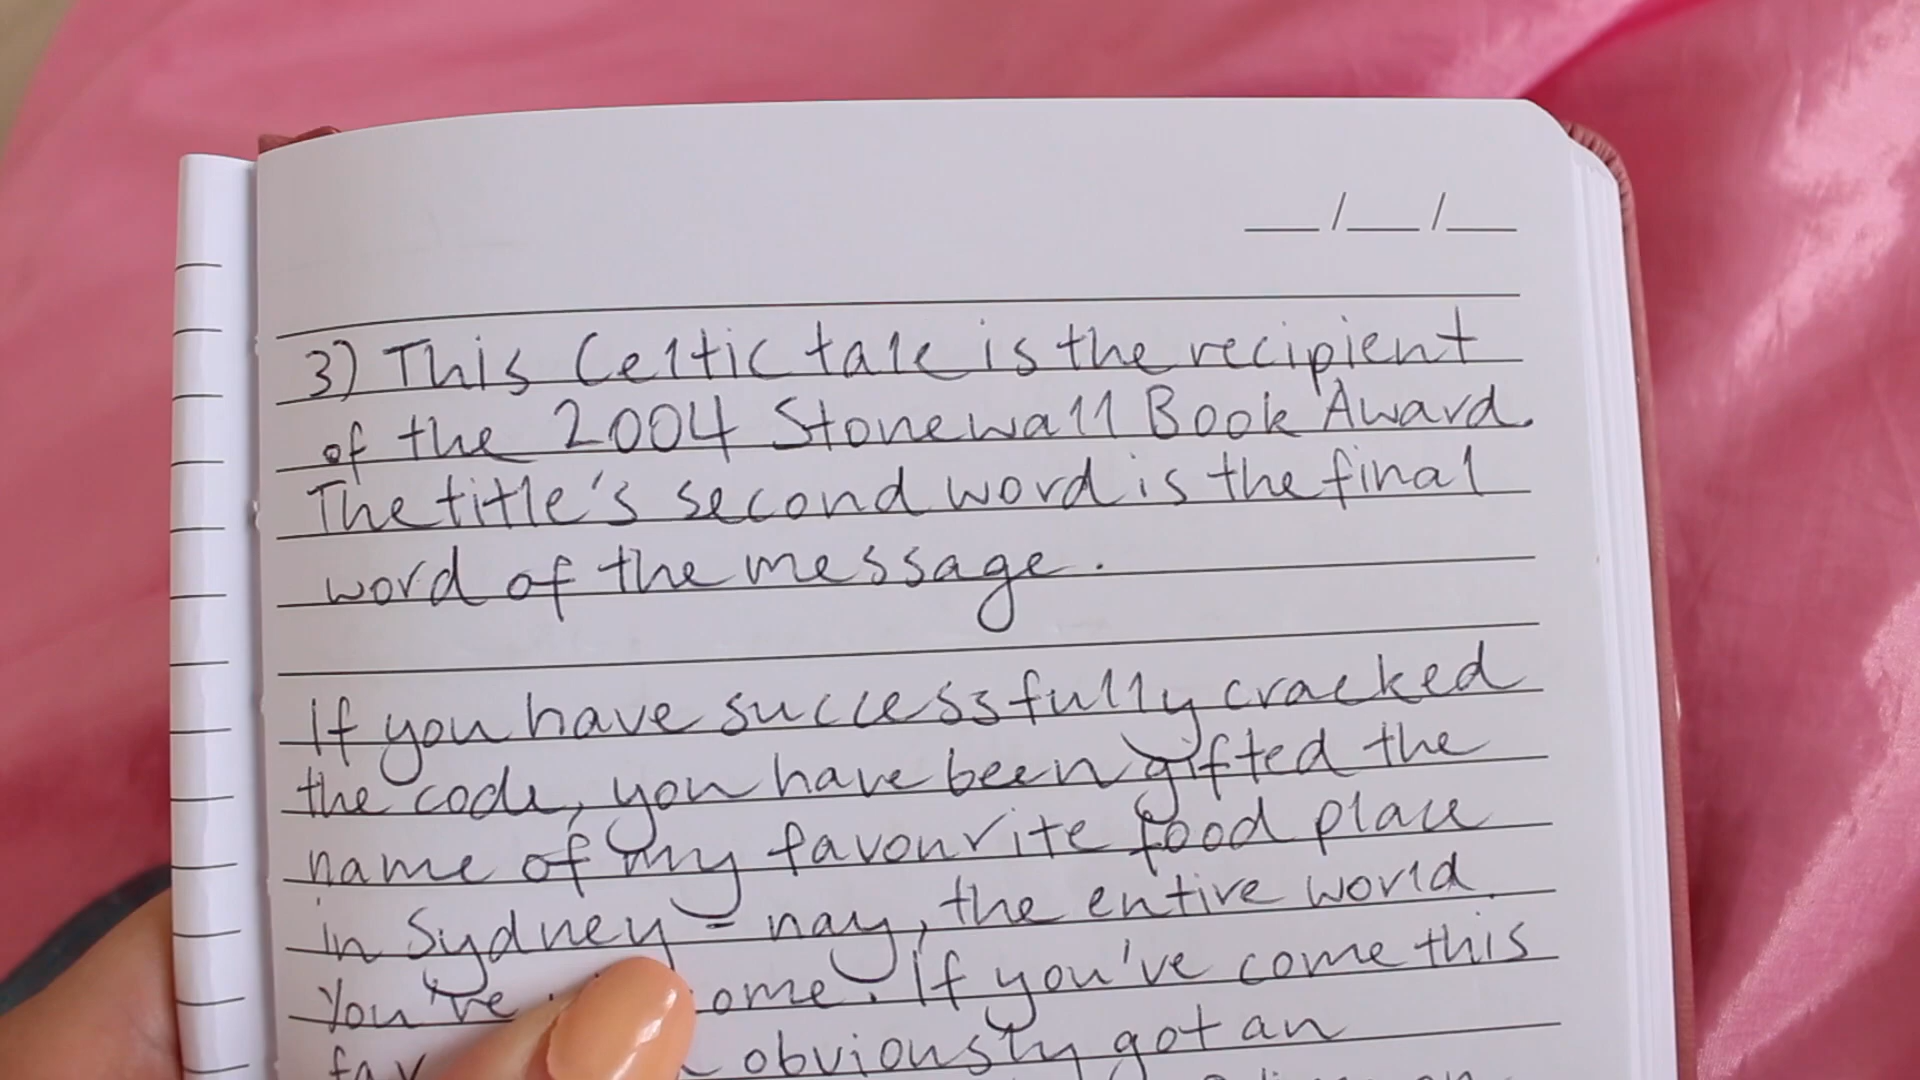 __/__/__
3) This Celtic tale is the recipient
of the 2004 Stonewall Book Award.
The title's second word is the final
word of the message.
If you have successfully cracked
the code, you have been gifted the
name of my favourite food place
in Sydney - nay, the entire world.
You're ome. If you've come this
obviously got an